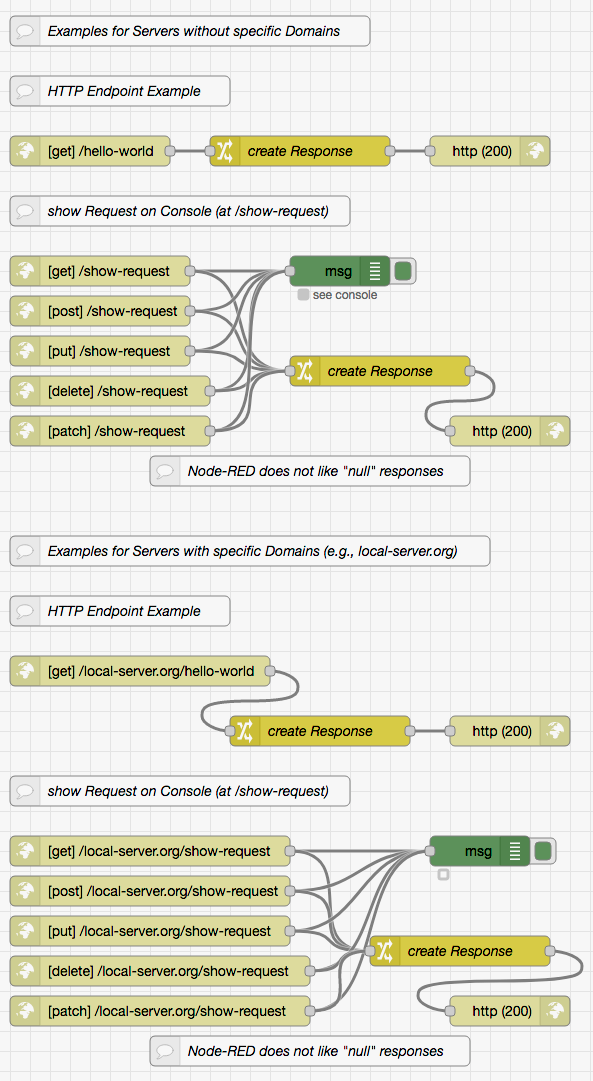 Examples for Servers without specific Domains
HTTP Endpoint Example
[get] /hello-world
create Response
http (200)
show Request on Console (at /show-request)
[get] /show-request
msg
see console
[post] /show-request
[put] /show-request
create Response
[delete] /show-request
[patch] /show-request
http (200)
Node-RED does not like "null" responses
Examples for Servers with specific Domains (e.g., local-server.org)
HTTP Endpoint Example
[get] /local-server.org/hello-world
create Response
http (200)
show Request on Console (at /show-request)
[get] /local-server.org/show-request
msg
[post] /local-server.org/show-request
[put] /local-server.org/show-request
create Response
[delete] /local-server.org/show-request
[patch] /local-server.org/show-request
http (200)
Node-RED does not like "null" responses